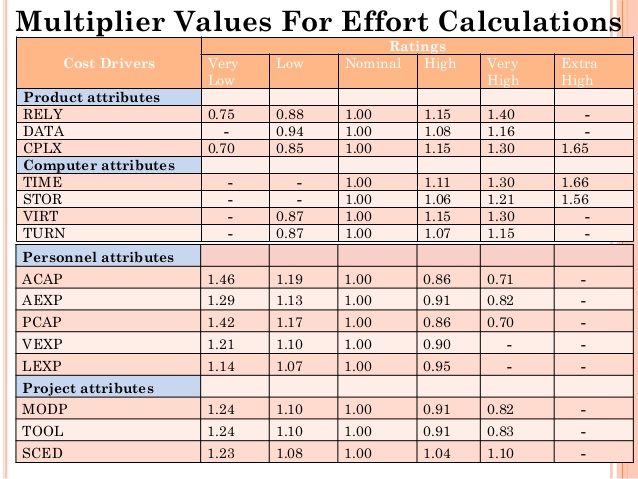 Multiplier Values For Effort Calculations
Cost Drivers Ratings
Very Low Low Nominal High Very High Extra High
Product attributes
RELY 0.75 0.88 1.00 1.15 1.40 -
DATA - 0.94 1.00 1.08 1.16 -
CPLX 0.70 0.85 1.00 1.15 1.30 1.65
Computer attributes
TIME - - 1.00 1.11 1.30 1.66
STOR - - 1.00 1.06 1.21 1.56
VIRT - 0.87 1.00 1.15 1.30 -
TURN - 0.87 1.00 1.07 1.15 -
Personnel attributes
ACAP 1.46 1.19 1.00 0.86 0.71 -
AEXP 1.29 1.13 1.00 0.91 0.82 -
PCAP 1.42 1.17 1.00 0.86 0.70 -
VEXP 1.21 1.10 1.00 0.90 - -
LEXP 1.14 1.07 1.00 0.95 - -
Project attributes
MODP 1.24 1.10 1.00 0.91 0.82 -
TOOL 1.24 1.10 1.00 0.91 0.83 -
SCED 1.23 1.08 1.00 1.04 1.10 -